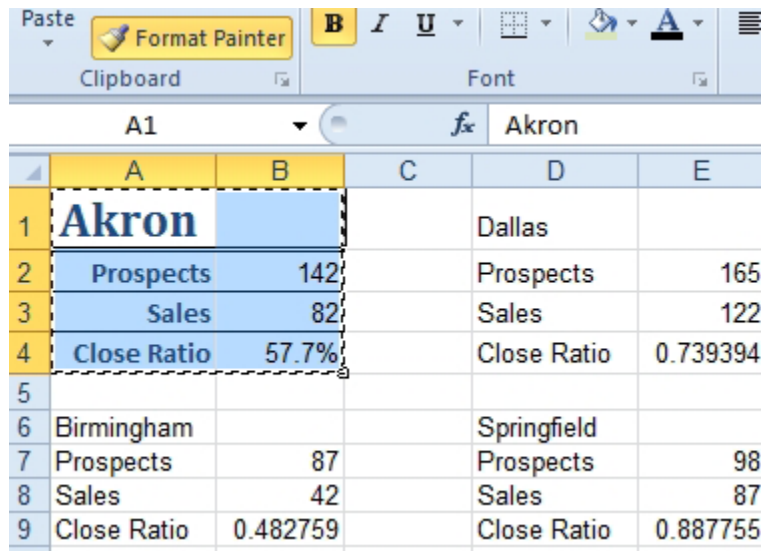 Paste
Format Painter
B I U A
Clipboard Font
A1 fx Akron
A B C D E
1 Akron Dallas
2 Prospects 142 Prospects 165
3 Sales 82 Sales 122
4 Close Ratio 57.7% Close Ratio 0.739394
5
6 Birmingham Springfield
7 Prospects 87 Prospects 98
8 Sales 42 Sales 87
9 Close Ratio 0.482759 Close Ratio 0.887755